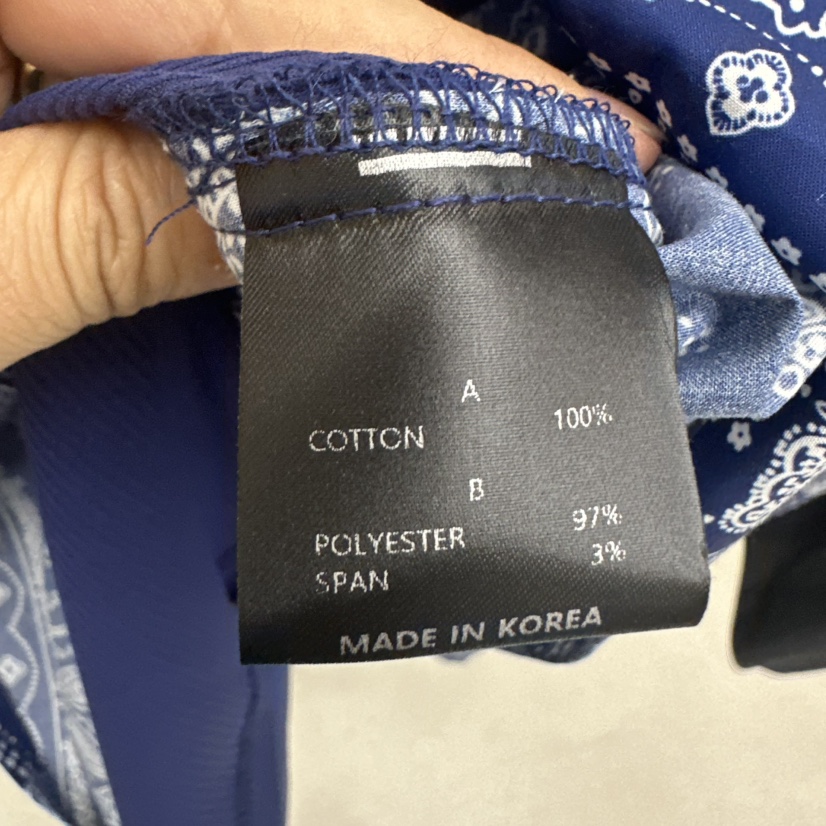 A
COTTON 100%
B
POLYESTER 97%
SPAN 3%
MADE IN KOREA